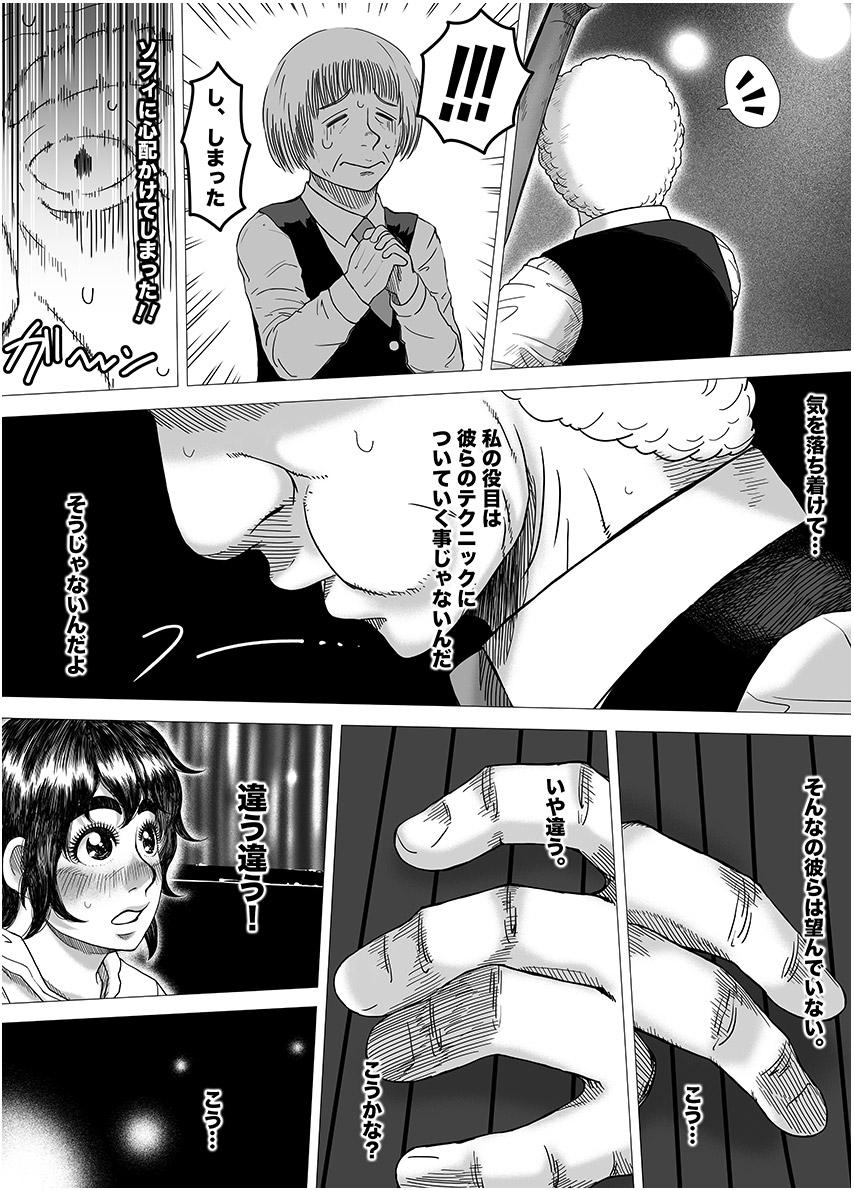 !!!
し、しまった
ソフィに心配かけてしまった!!
ガーン
気を落ち着けて…
私の役目は
彼らのテクニックに
ついていく事じゃないんだ
フー
そうじゃないんだよ
そんなの彼らは望んでいない。
こう…
いや違う。
こうかな?
違う違う!
こう…